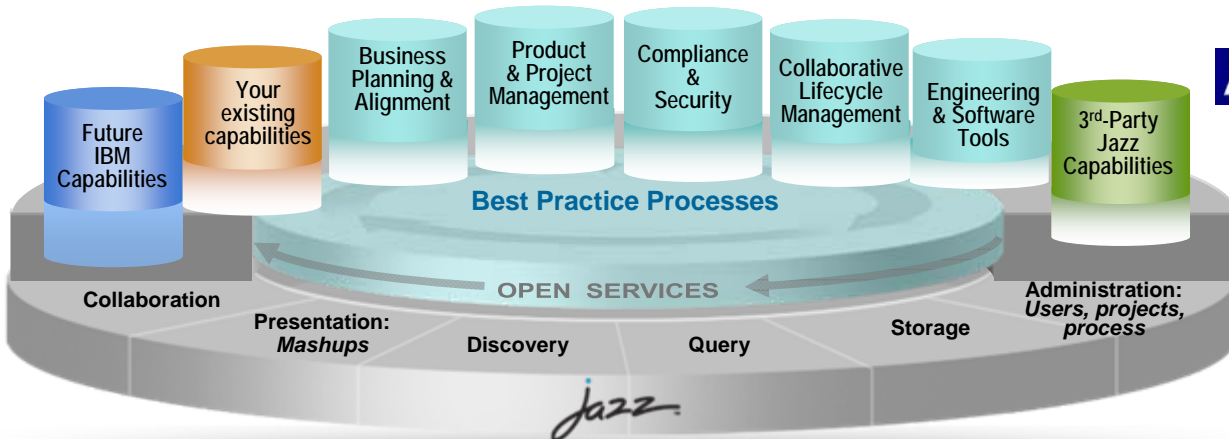 Future
IBM
Capabilities
Your
existing
capabilities
Business
Planning &
Alignment
Product
& Project
Management
Compliance
&
Security
Collaborative
Lifecycle
Management
Engineering
& Software
Tools
3rd-Party
Jazz
Capabilities
Best Practice Processes
OPEN SERVICES
Collaboration
Presentation:
Mashups
Discovery
Query
Storage
Administration:
Users, projects,
process
jazz